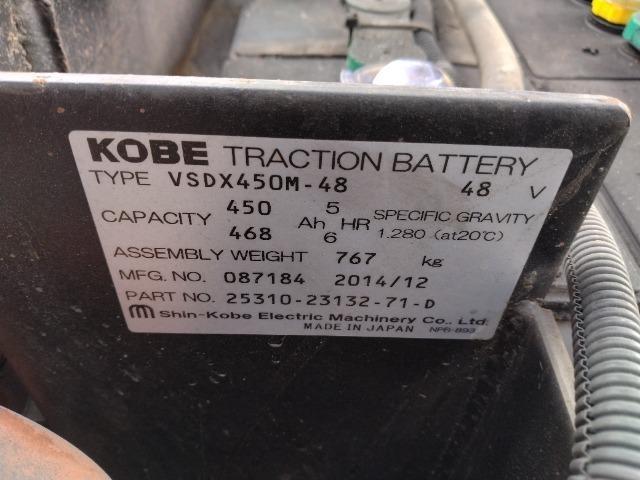 KOBE TRACTION BATTERY
TYPE VSDX450M-48 48 V
CAPACITY 450 5 Ah HR SPECIFIC GRAVITY
468 6 1.280 (at20℃)
ASSEMBLY WEIGHT 767 kg
MFG. NO. 087184 2014/12
PART NO. 25310-23132-71-D
Shin-Kobe Electric Machinery Co., Ltd.
MADE IN JAPAN NP6-893